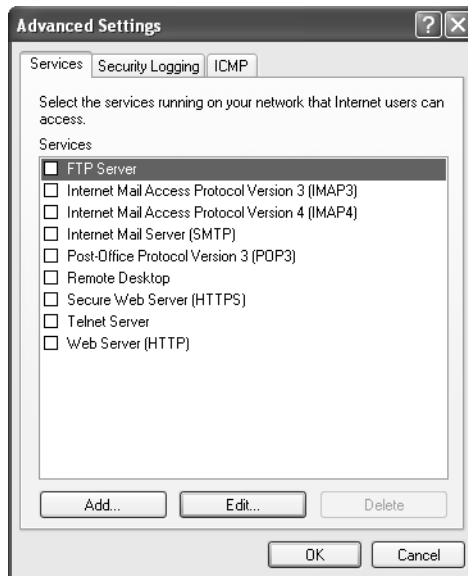 Advanced Settings
Services Security Logging ICMP
Select the services running on your network that Internet users can
access.
Services
FTP Server
Internet Mail Access Protocol Version 3 (IMAP3)
Internet Mail Access Protocol Version 4 (IMAP4)
Internet Mail Server (SMTP)
Post-Office Protocol Version 3 (POP3)
Remote Desktop
Secure Web Server (HTTPS)
Telnet Server
Web Server (HTTP)
Add... Edit... Delete
OK Cancel